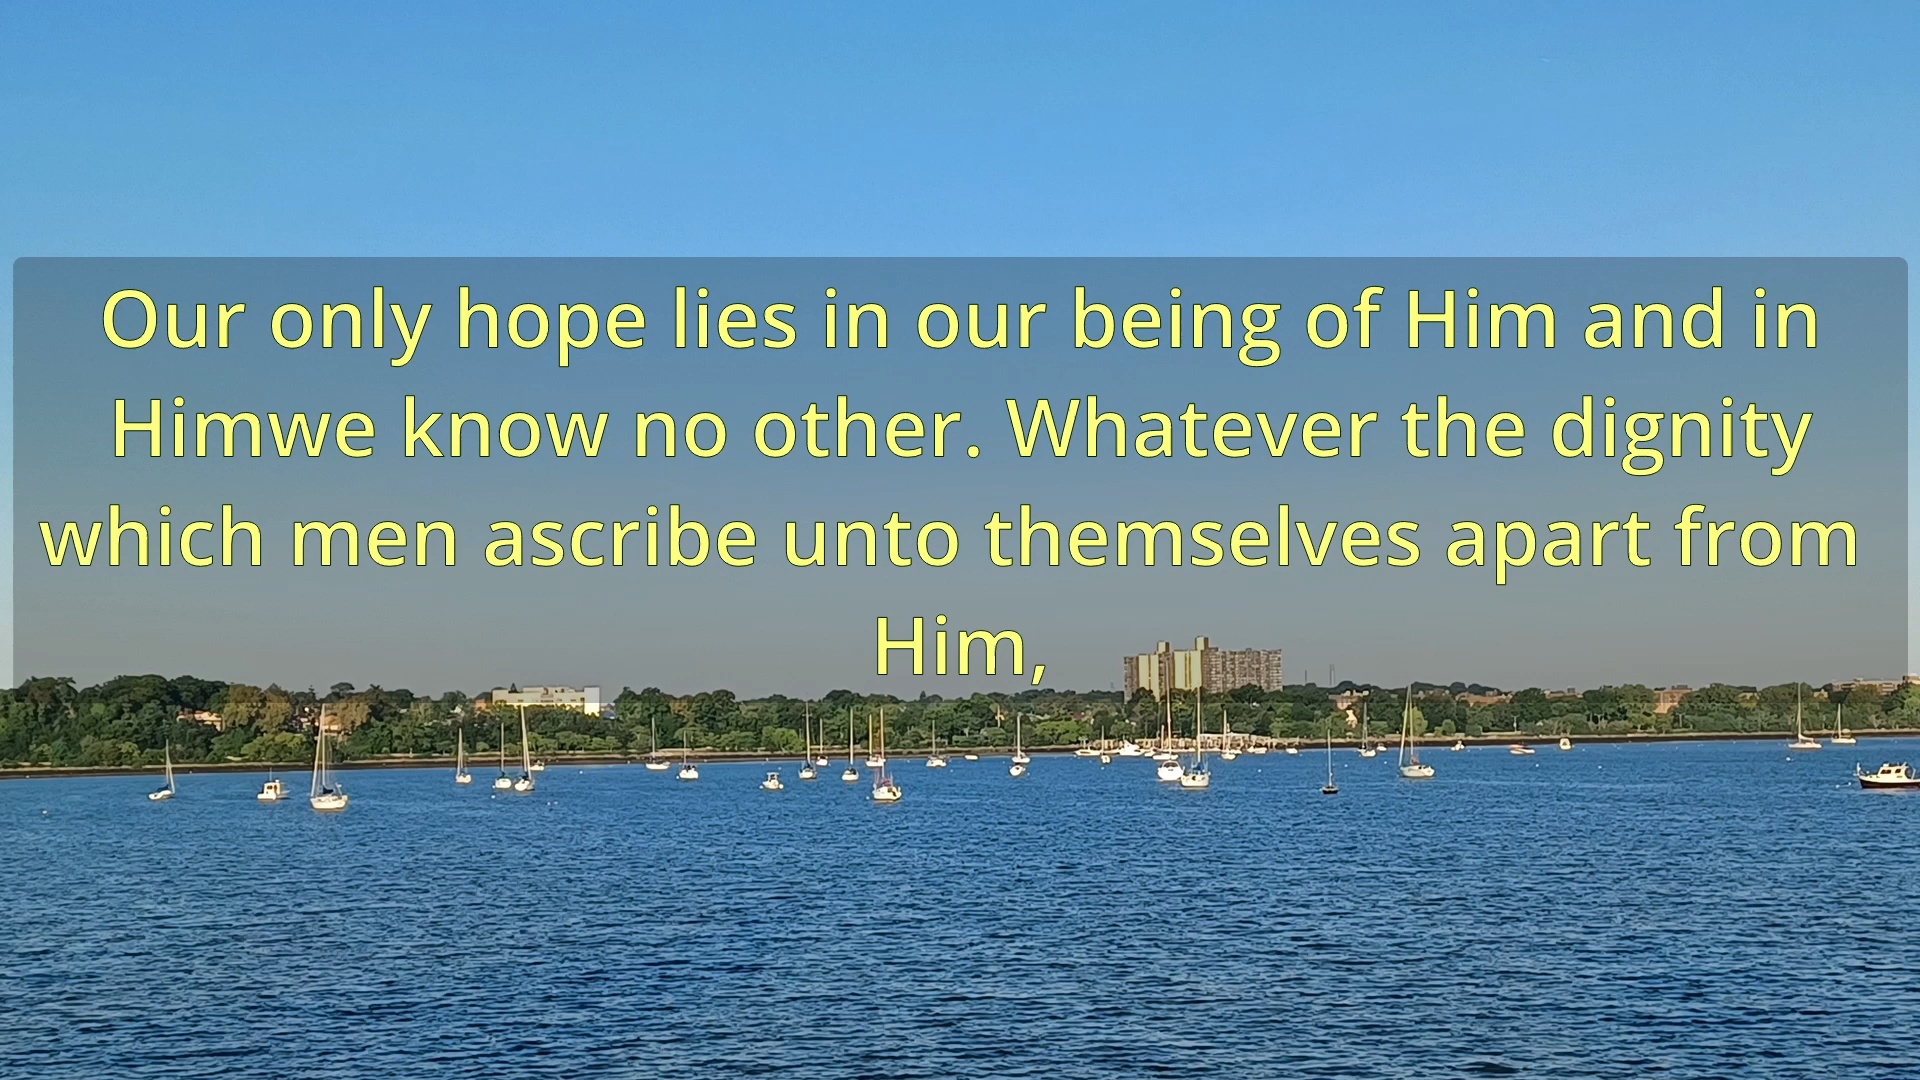 Our only hope lies in our being of Him and in
Himwe know no other. Whatever the dignity
which men ascribe unto themselves apart from
Him,